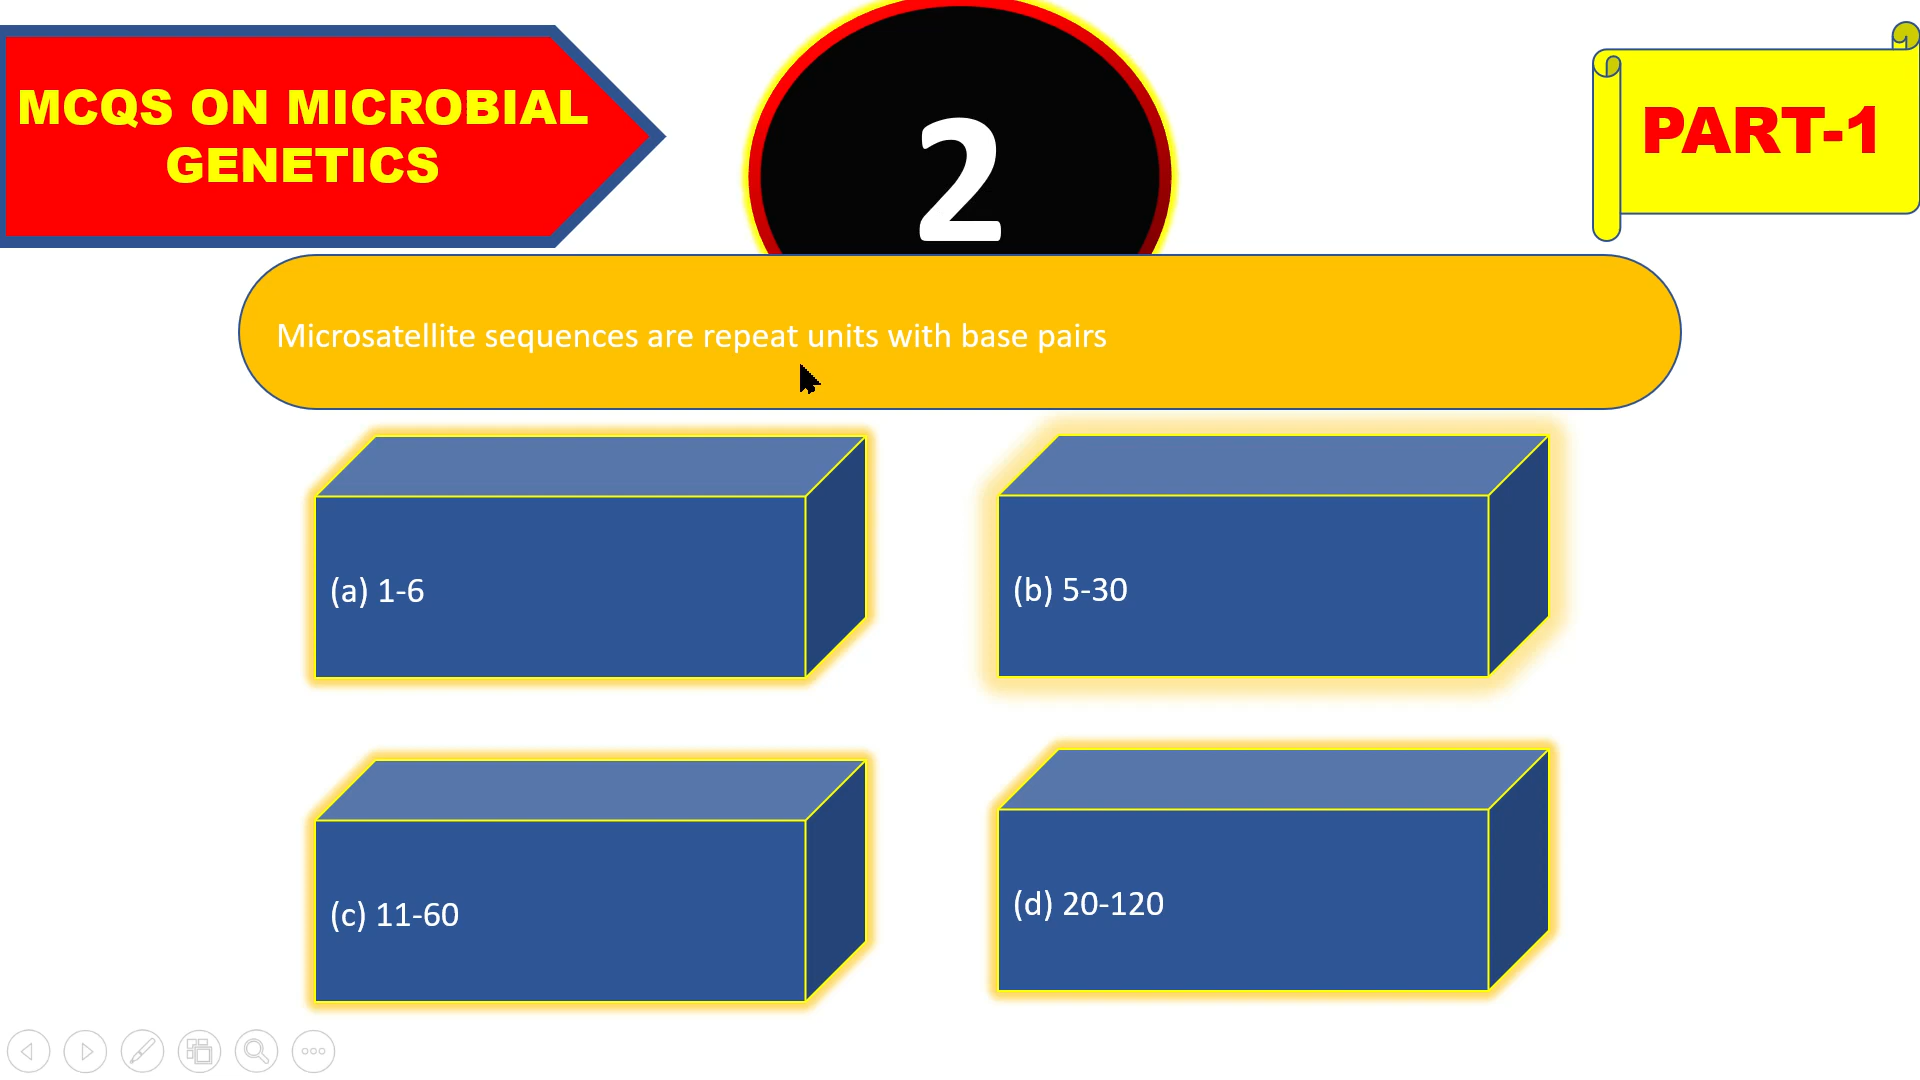 MCQS ON MICROBIAL
GENETICS
2
PART-1
Microsatellite sequences are repeat units with base pairs
(a) 1-6
(b) 5-30
(c) 11-60
(d) 20-120